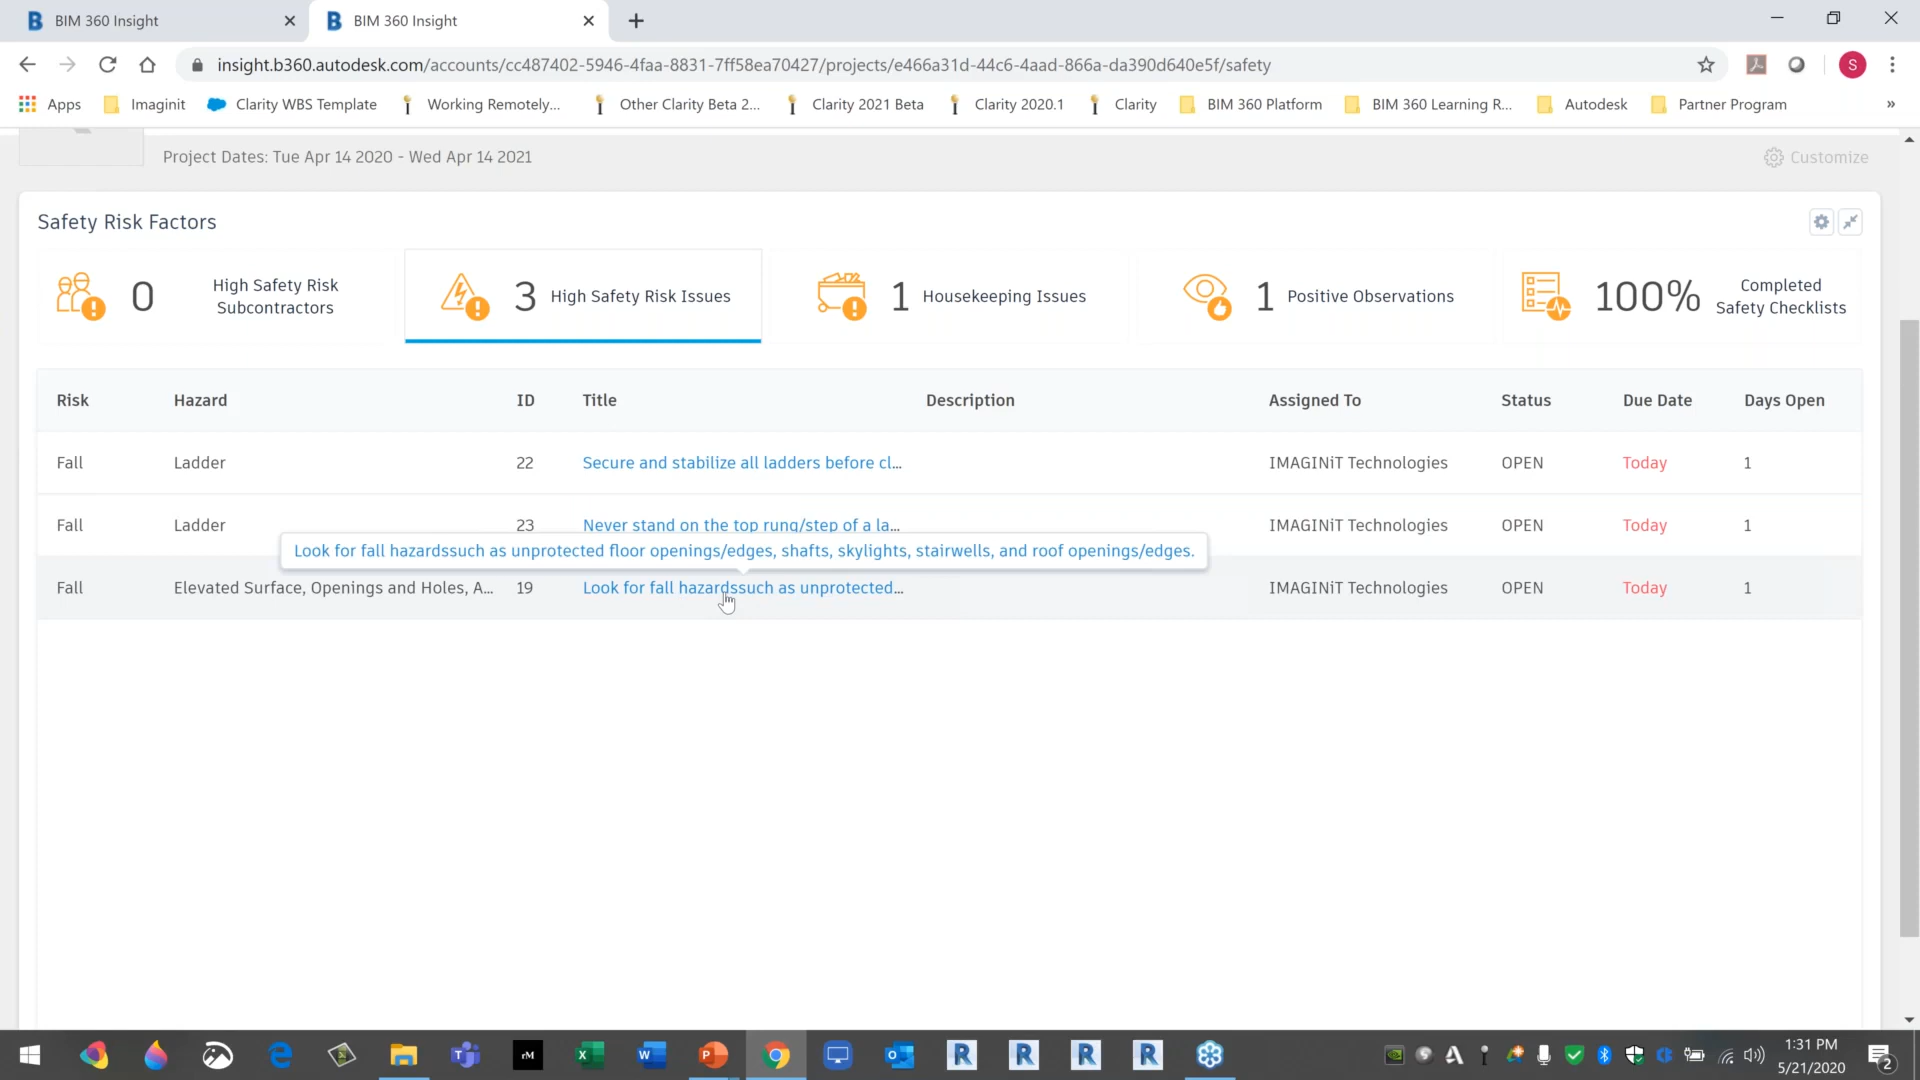 BIM 360 Insight
BIM 360 Insight
insight.b360.autodesk.com/accounts/cc487402-5946-4faa-8831-7ff58ea70427/projects/e466a31d-44c6-4aad-866a-da390d640e5f/safety
S
Apps Imaginit Clarity WBS Template Working Remotely... Other Clarity Beta 2... Clarity 2021 Beta Clarity 2020.1 Clarity BIM 360 Platform BIM 360 Learning R... Autodesk Partner Program »
Project Dates: Tue Apr 14 2020 - Wed Apr 14 2021
Customize
Safety Risk Factors
0 High Safety Risk
Subcontractors
3 High Safety Risk Issues
1 Housekeeping Issues
1 Positive Observations
100% Completed
Safety Checklists
Risk Hazard ID Title Description Assigned To Status Due Date Days Open
Fall Ladder 22 Secure and stabilize all ladders before cl... IMAGINiT Technologies OPEN Today 1
Fall Ladder 23 Never stand on the top rung/step of a la... IMAGINiT Technologies OPEN Today 1
Look for fall hazardssuch as unprotected floor openings/edges, shafts, skylights, stairwells, and roof openings/edges.
Fall Elevated Surface, Openings and Holes, A... 19 Look for fall hazardssuch as unprotected... IMAGINiT Technologies OPEN Today 1
1:31 PM
5/21/2020
2